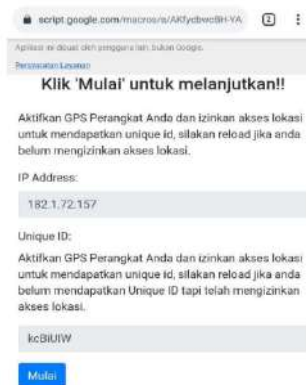 script.google.com/macros/s/AKfycbwcBH-YA
2
Aplikasi ini dibuat oleh pengguna lain, bukan Google.
Persyaratan Layanan
Klik 'Mulai' untuk melanjutkan!!
Aktifkan GPS Perangkat Anda dan izinkan akses lokasi
untuk mendapatkan unique id, silakan reload jika anda
belum mengizinkan akses lokasi.
IP Address:
182.1.72.157
Unique ID:
Aktifkan GPS Perangkat Anda dan izinkan akses lokasi
untuk mendapatkan unique id, silakan reload jika anda
belum mendapatkan Unique ID tapi telah mengizinkan
akses lokasi.
kcBiUIW
Mulai